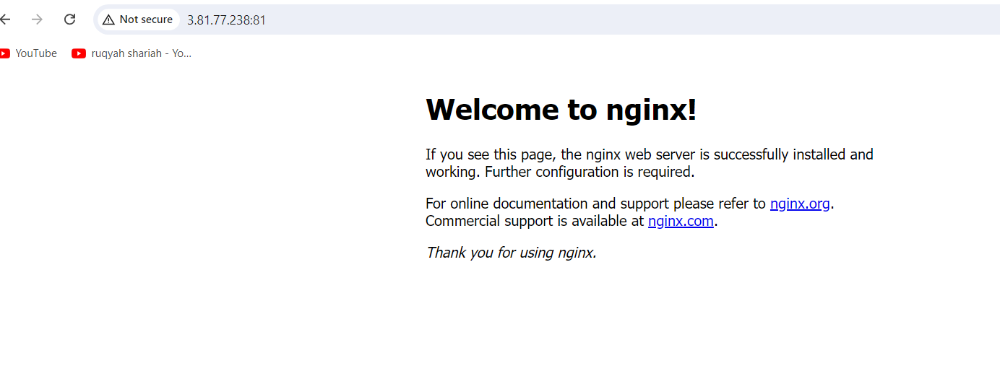 Not secure 3.81.77.238:81
YouTube ruqyah shariah - Yo...
Welcome to nginx!
If you see this page, the nginx web server is successfully installed and
working. Further configuration is required.
For online documentation and support please refer to nginx.org.
Commercial support is available at nginx.com.
Thank you for using nginx.